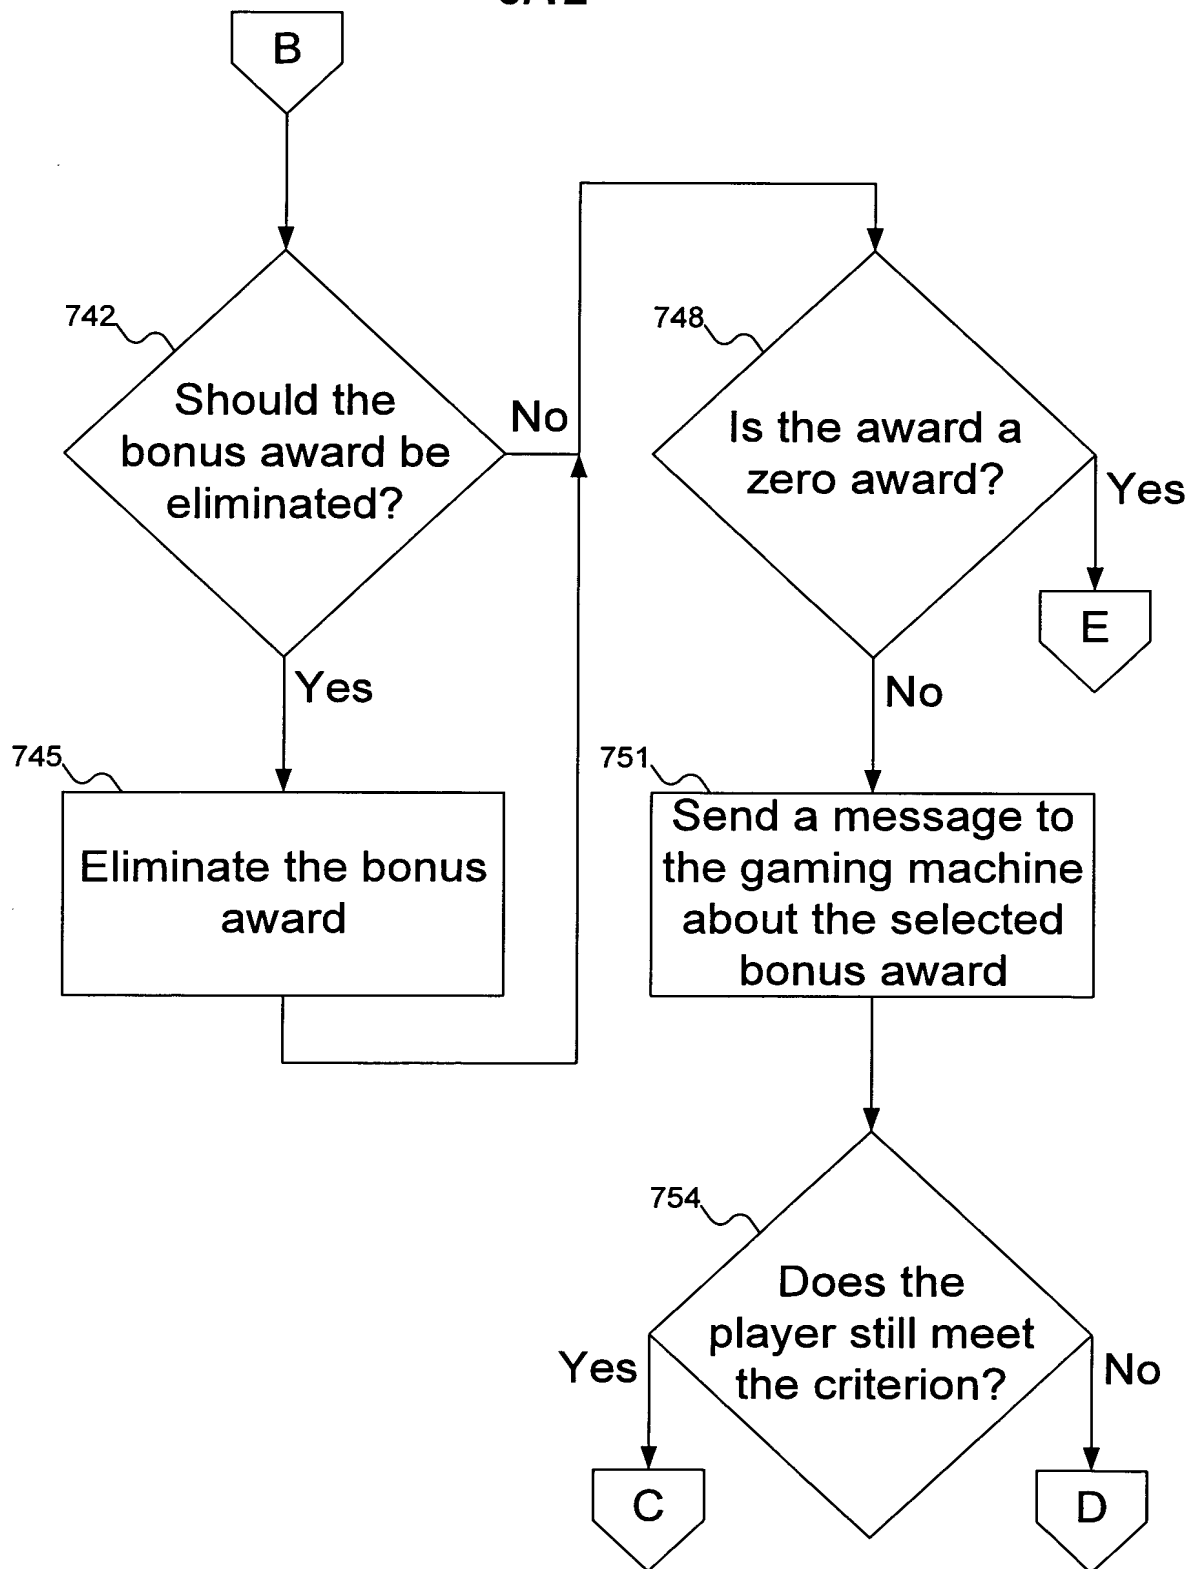 B
742
Should the
bonus award be
eliminated?
No
Yes
745
Eliminate the bonus
award
748
Is the award a
zero award?
Yes
E
No
751
Send a message to
the gaming machine
about the selected
bonus award
754
Does the
player still meet
the criterion?
Yes
No
C
D